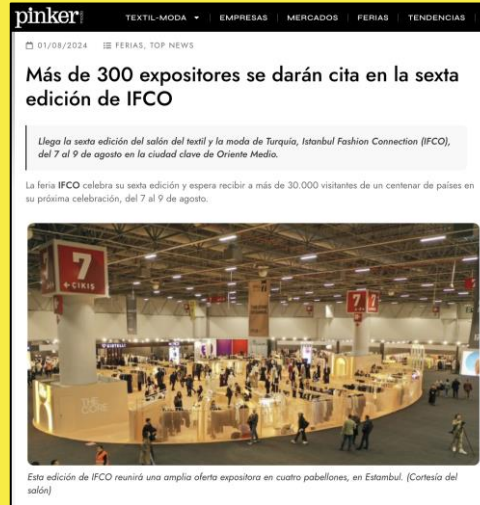 pinker
TEXTIL-MODA EMPRESAS MERCADOS FERIAS TENDENCIAS
01/08/2024 FERIAS, TOP NEWS
Más de 300 expositores se darán cita en la sexta
edición de IFCO
Llega la sexta edición del salón del textil y la moda de Turquía, Istanbul Fashion Connection (IFCO),
del 7 al 9 de agosto en la ciudad clave de Oriente Medio.
La feria IFCO celebra su sexta edición y espera recibir a más de 30.000 visitantes de un centenar de países en
su próxima celebración, del 7 al 9 de agosto.
7
ÇIKIŞ
7
7
THE
CORE
Esta edición de IFCO reunirá una amplia oferta expositora en cuatro pabellones, en Estambul. (Cortesía del
salón)